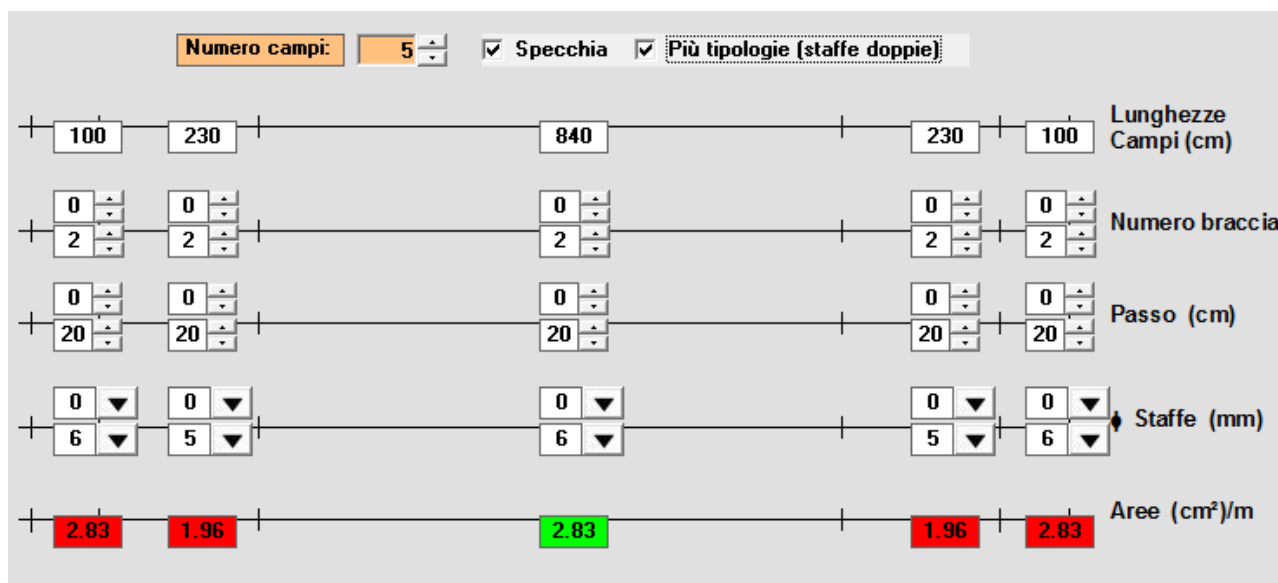 Numero campi: 5 Specchia Più tipologie (staffe doppie)
100 230 840 230 100 Lunghezze Campi (cm)
0 0 0 0 0
2 2 2 2 2 Numero braccia
0 0 0 0 0
20 20 20 20 20 Passo (cm)
0 0 0 0 0
6 5 6 5 6 ϕ Staffe (mm)
2.83 1.96 2.83 1.96 2.83 Aree (cm²)/m